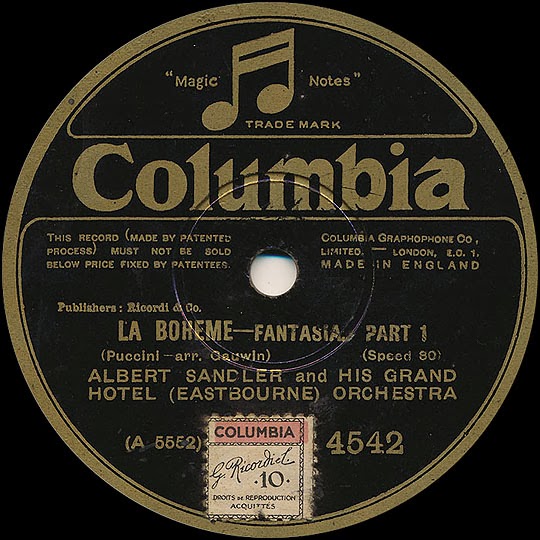 "Magic Notes"
TRADE MARK
Columbia
THIS RECORD (MADE BY PATENTED
PROCESS) MUST NOT BE SOLD
BELOW PRICE FIXED BY PATENTEES.
COLUMBIA GRAPHOPHONE CO.,
LIMITED. — LONDON, E.C. 1.
MADE IN ENGLAND
Publishers: Ricordi & Co.
LA BOHEME—FANTASIA. PART 1
(Puccini—arr. Gauwin) (Speed 80)
ALBERT SANDLER and HIS GRAND
HOTEL (EASTBOURNE) ORCHESTRA
(A 5552) 4542
COLUMBIA
G. Ricordi & C.
·10·
DROITS DE REPRODUCTION
ACQUITTÉS